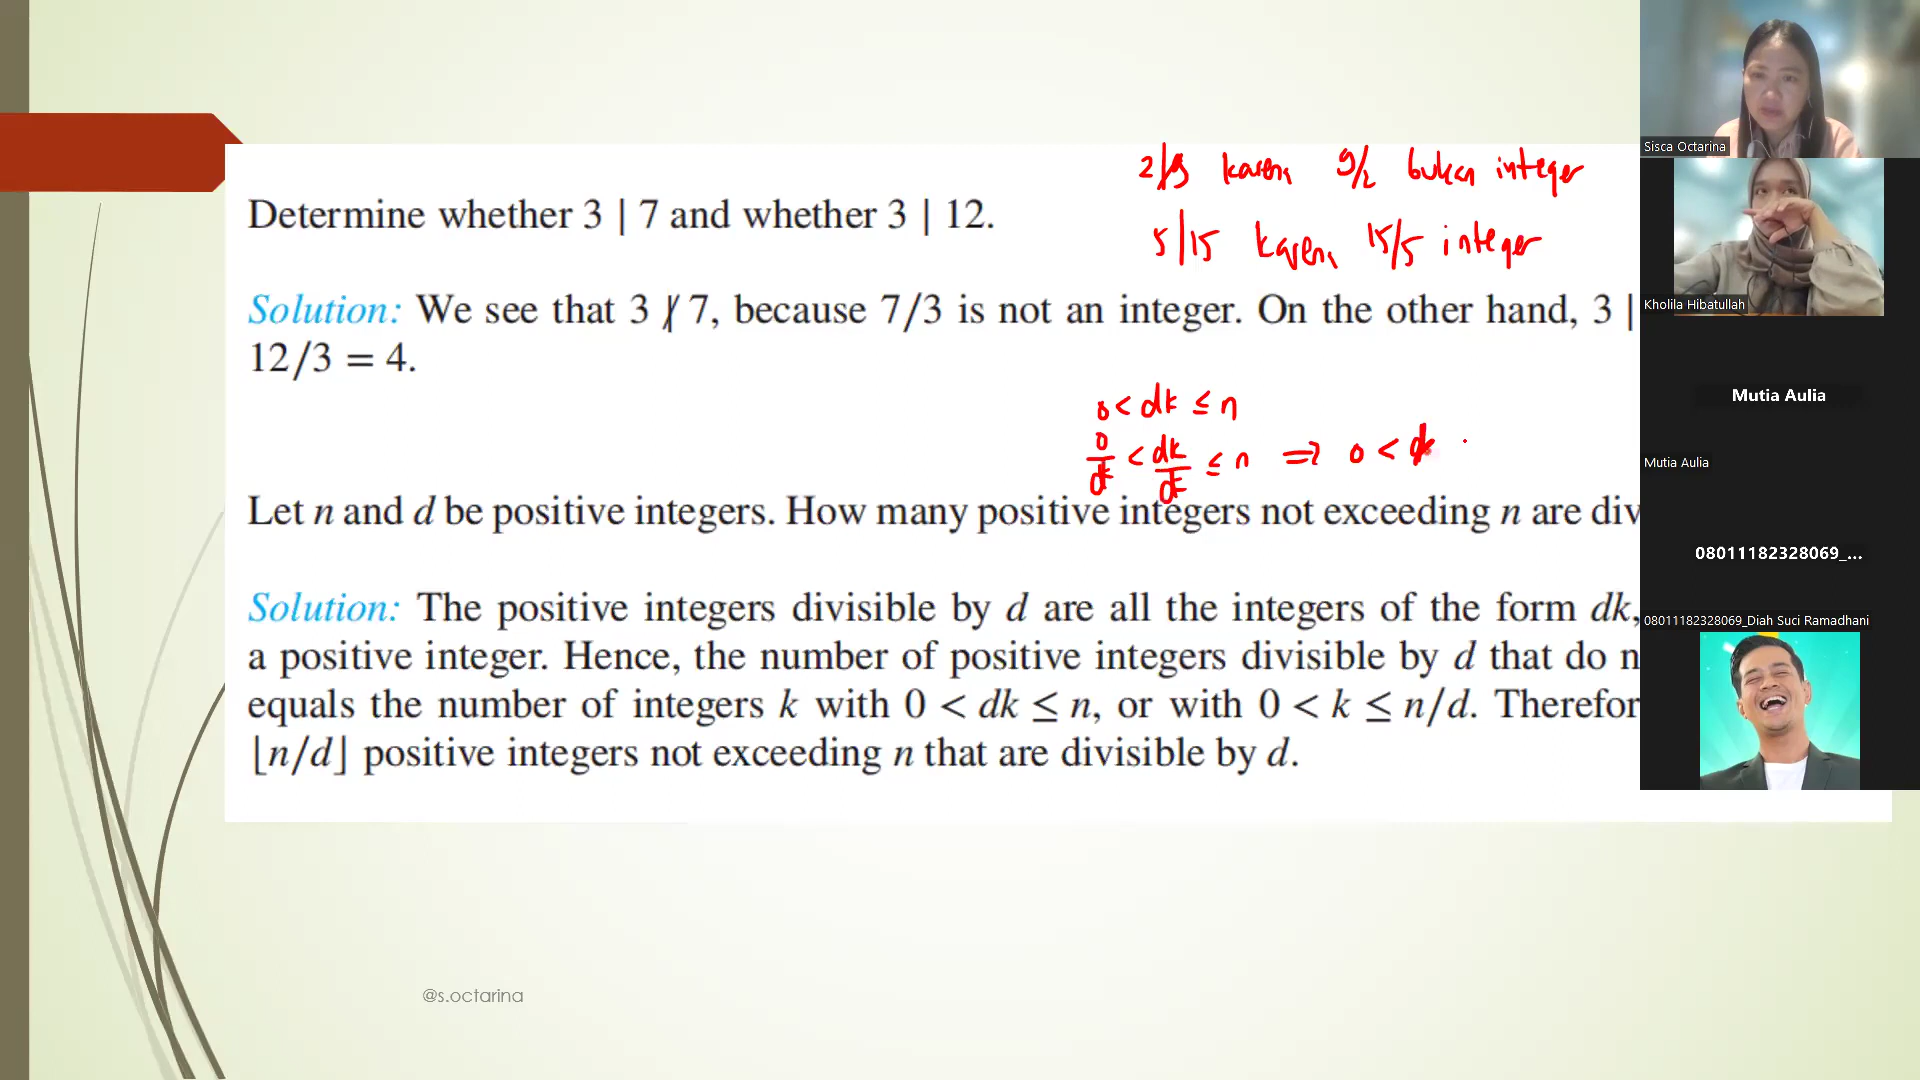 2∤9 karena 9/2 bukan integer
Determine whether 3 | 7 and whether 3 | 12.
5|15 karena 15/5 integer
Solution: We see that 3 ∤ 7, because 7/3 is not an integer. On the other hand, 3 |
12/3 = 4.
0 < dk ≤ n
0/dk < dk/dk ≤ n ⇒ 0 < dk
Let n and d be positive integers. How many positive integers not exceeding n are div
Solution: The positive integers divisible by d are all the integers of the form dk,
a positive integer. Hence, the number of positive integers divisible by d that do n
equals the number of integers k with 0 < dk ≤ n, or with 0 < k ≤ n/d. Therefor
⌊n/d⌋ positive integers not exceeding n that are divisible by d.
@s.octarina
Sisca Octarina
Kholila Hibatullah
Mutia Aulia
Mutia Aulia
08011182328069_...
08011182328069_Diah Suci Ramadhani